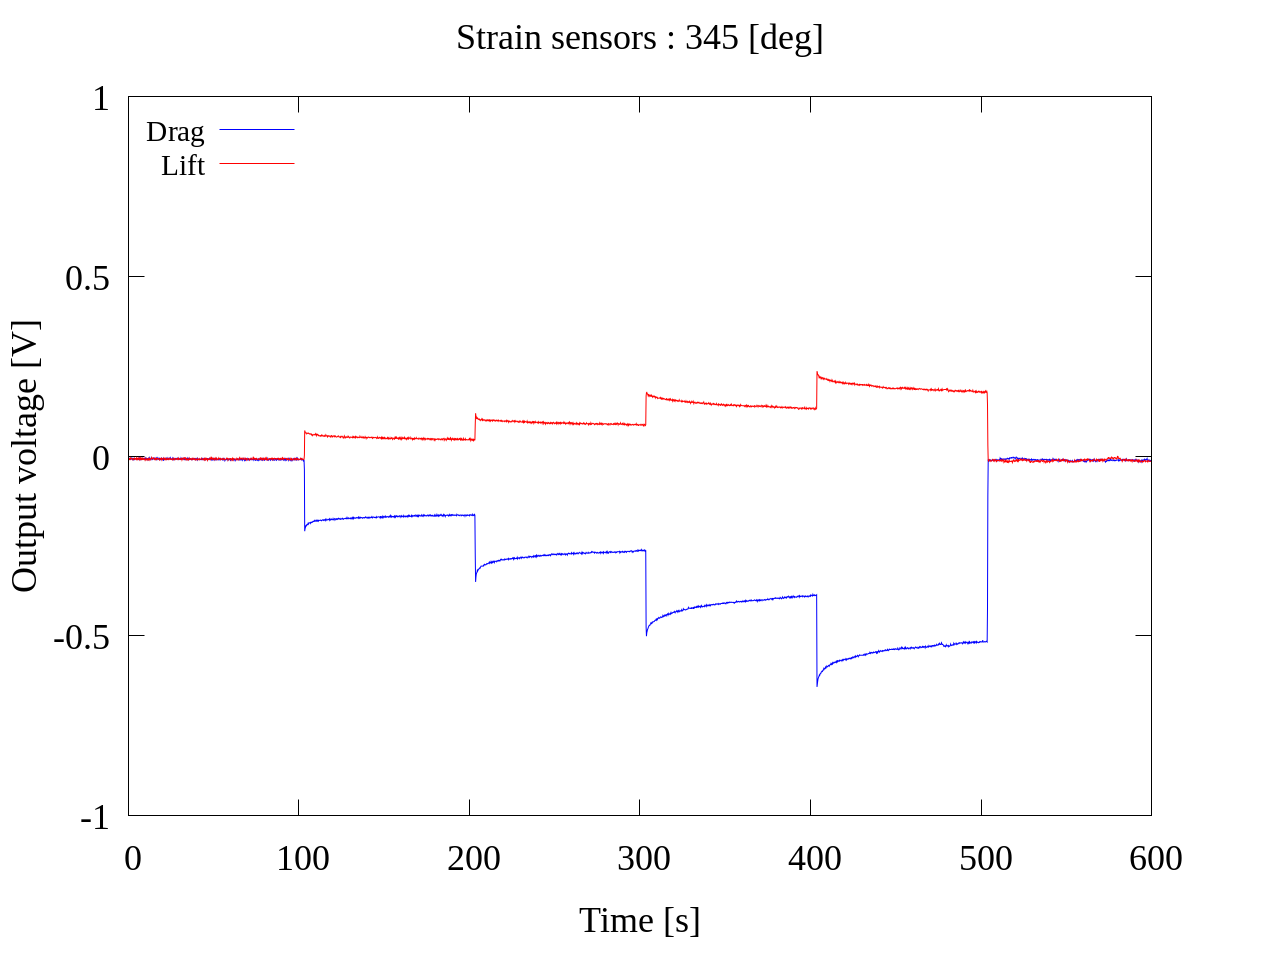 Strain sensors : 345 [deg]
1
0.5
0
-0.5
-1
Drag
Lift
Output voltage [V]
0 100 200 300 400 500 600
Time [s]